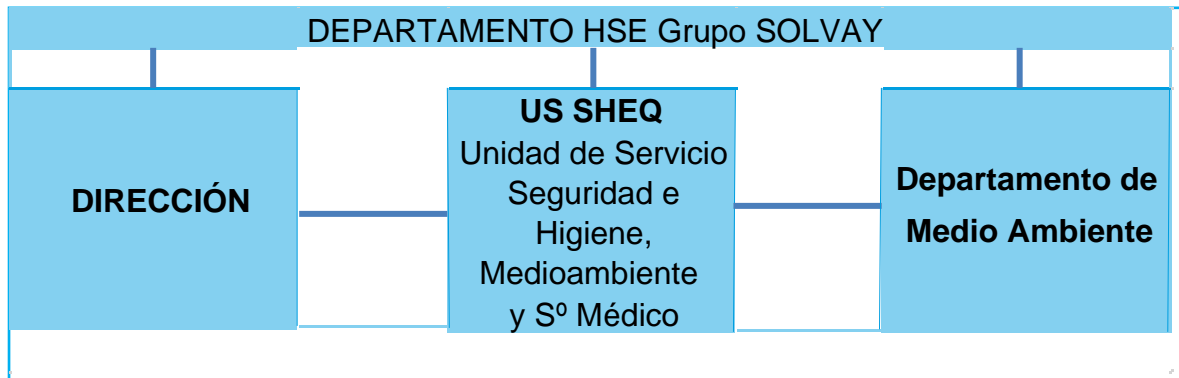 DEPARTAMENTO HSE Grupo SOLVAY
DIRECCIÓN
US SHEQ
Unidad de Servicio
Seguridad e
Higiene,
Medioambiente
y Sº Médico
Departamento de
Medio Ambiente